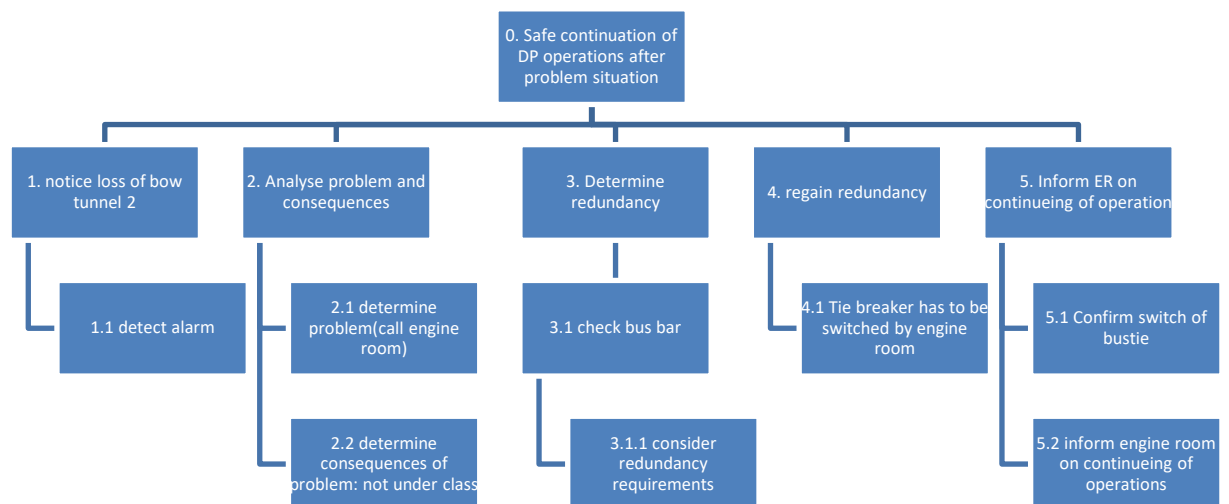 0. Safe continuation of
DP operations after
problem situation
1. notice loss of bow
tunnel 2
2. Analyse problem and
consequences
3. Determine
redundancy
4. regain redundancy
5. Inform ER on
continueing of operation
1.1 detect alarm
2.1 determine
problem(call engine
room)
3.1 check bus bar
4.1 Tie breaker has to be
switched by engine
room
5.1 Confirm switch of
bustie
2.2 determine
consequences of
problem: not under class
3.1.1 consider
redundancy
requirements
5.2 inform engine room
on continueing of
operations